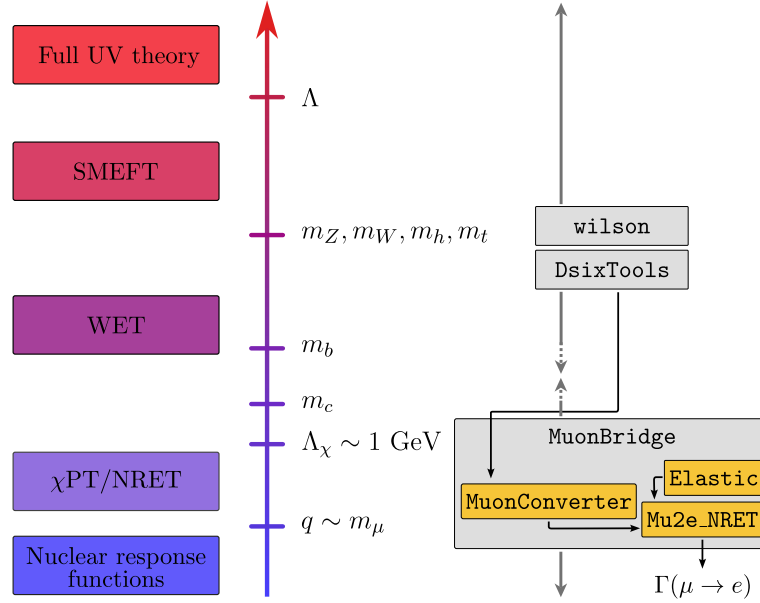 Full UV theory
Λ
SMEFT
m_Z, m_W, m_h, m_t
wilson
DsixTools
WET
m_b
m_c
Λ_χ ∼ 1 GeV
MuonBridge
χPT/NRET
Elastic
MuonConverter
Mu2e_NRET
q ∼ m_μ
Nuclear response
functions
Γ(μ → e)